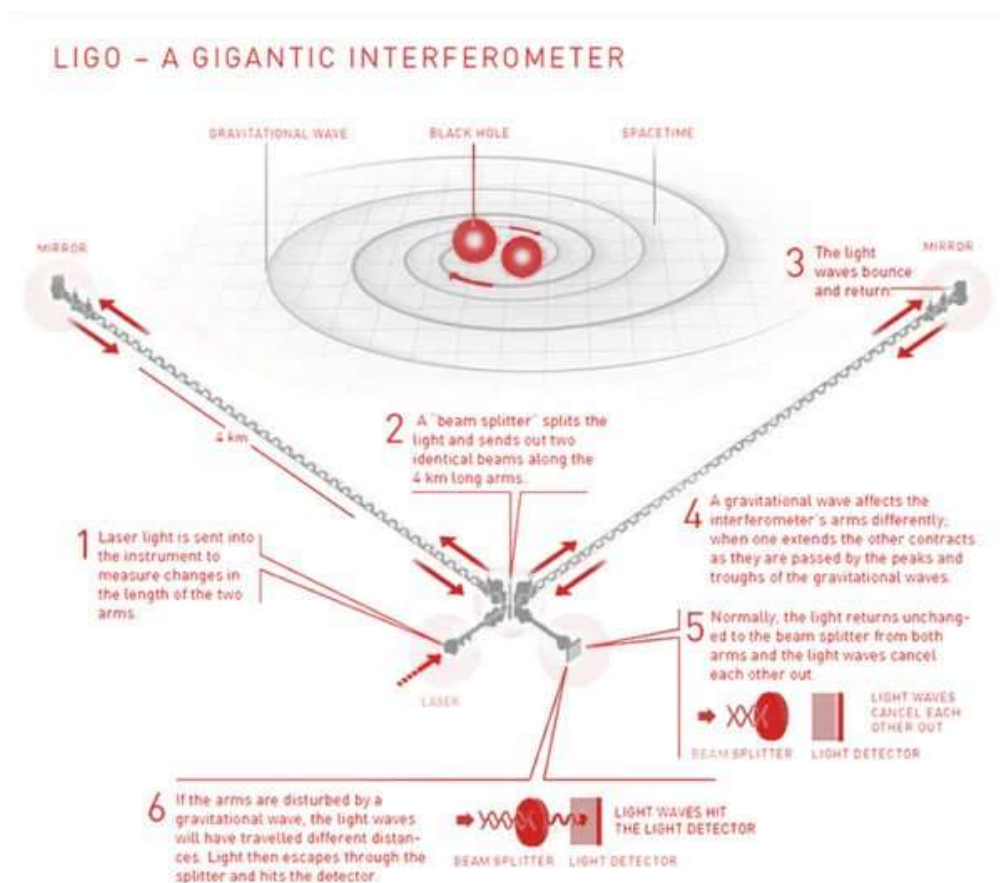 LIGO – A GIGANTIC INTERFEROMETER
GRAVITATIONAL WAVE
BLACK HOLE
SPACETIME
MIRROR
MIRROR
3 The light
waves bounce
and return
4 km
2 A "beam splitter" splits the
light and sends out two
identical beams along the
4 km long arms.
1 Laser light is sent into
the instrument to
measure changes in
the length of the two
arms.
4 A gravitational wave affects the
interferometer's arms differently;
when one extends the other contracts
as they are passed by the peaks and
troughs of the gravitational waves.
5 Normally, the light returns unchang-
ed to the beam splitter from both
arms and the light waves cancel
each other out.
LASER
LIGHT WAVES
CANCEL EACH
OTHER OUT
BEAM SPLITTER
LIGHT DETECTOR
6 If the arms are disturbed by a
gravitational wave, the light waves
will have travelled different distan-
ces. Light then escapes through the
splitter and hits the detector.
LIGHT WAVES HIT
THE LIGHT DETECTOR
BEAM SPLITTER
LIGHT DETECTOR